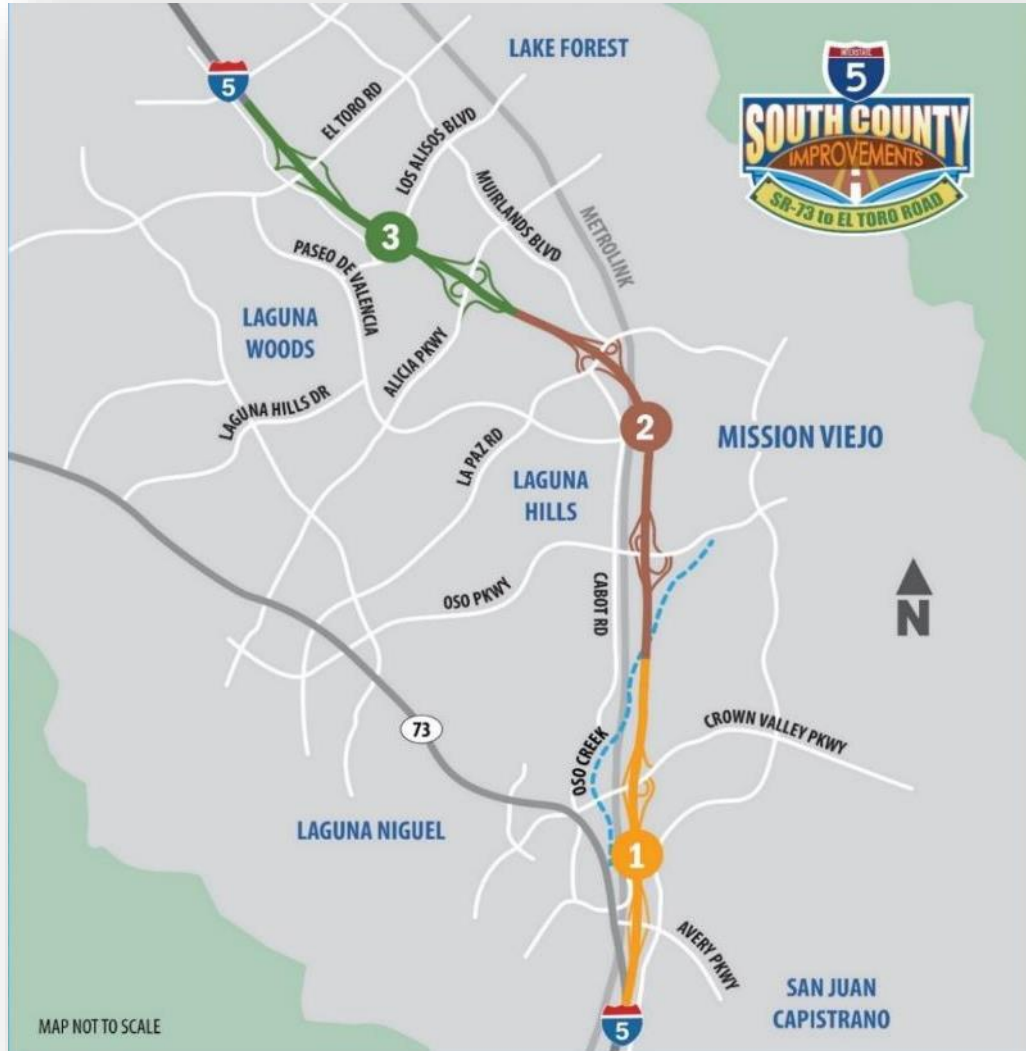 LAKE FOREST
INTERSTATE
5
SOUTH COUNTY
IMPROVEMENTS
SR-73 to EL TORO ROAD
5
EL TORO RD
LOS ALISOS BLVD
MUIRLANDS BLVD
METROLINK
3
PASEO DE VALENCIA
LAGUNA
WOODS
ALICIA PKWY
LAGUNA HILLS DR
2
MISSION VIEJO
LA PAZ RD
LAGUNA
HILLS
OSO PKWY
CABOT RD
N
73
CROWN VALLEY PKWY
OSO CREEK
LAGUNA NIGUEL
1
AVERY PKWY
SAN JUAN
CAPISTRANO
5
MAP NOT TO SCALE